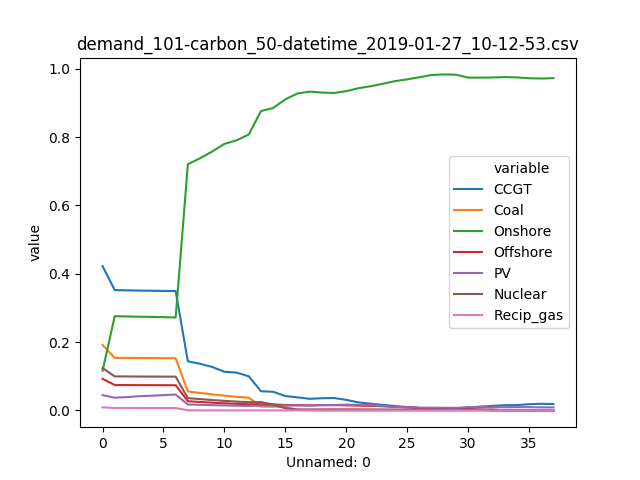 demand_101-carbon_50-datetime_2019-01-27_10-12-53.csv
1.0
0.8
0.6
0.4
0.2
0.0
value
variable
CCGT
Coal
Onshore
Offshore
PV
Nuclear
Recip_gas
0 5 10 15 20 25 30 35
Unnamed: 0